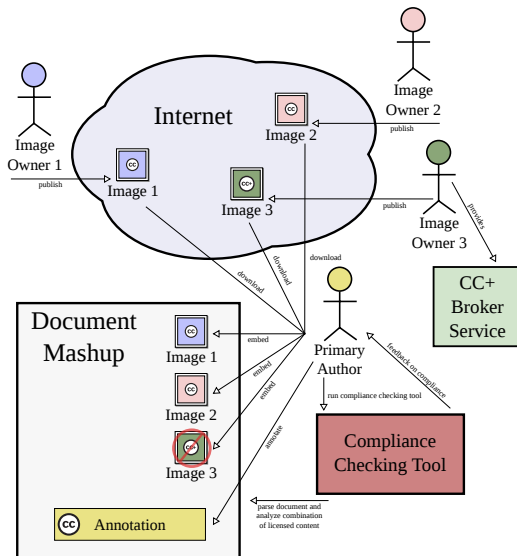 Image
Owner 2
Internet
cc
Image 2
publish
Image
Owner 1
publish
cc
Image 1
cc+
Image 3
publish
Image
Owner 3
provides
download
download
download
CC+
Broker
Service
Document
Mashup
cc
Image 1
embed
cc
Image 2
embed
cc+
Image 3
embed
Primary
Author
feedback on compliance
run compliance checking tool
annotate
Compliance
Checking Tool
parse document and
analyze combination
of licensed content
cc
Annotation